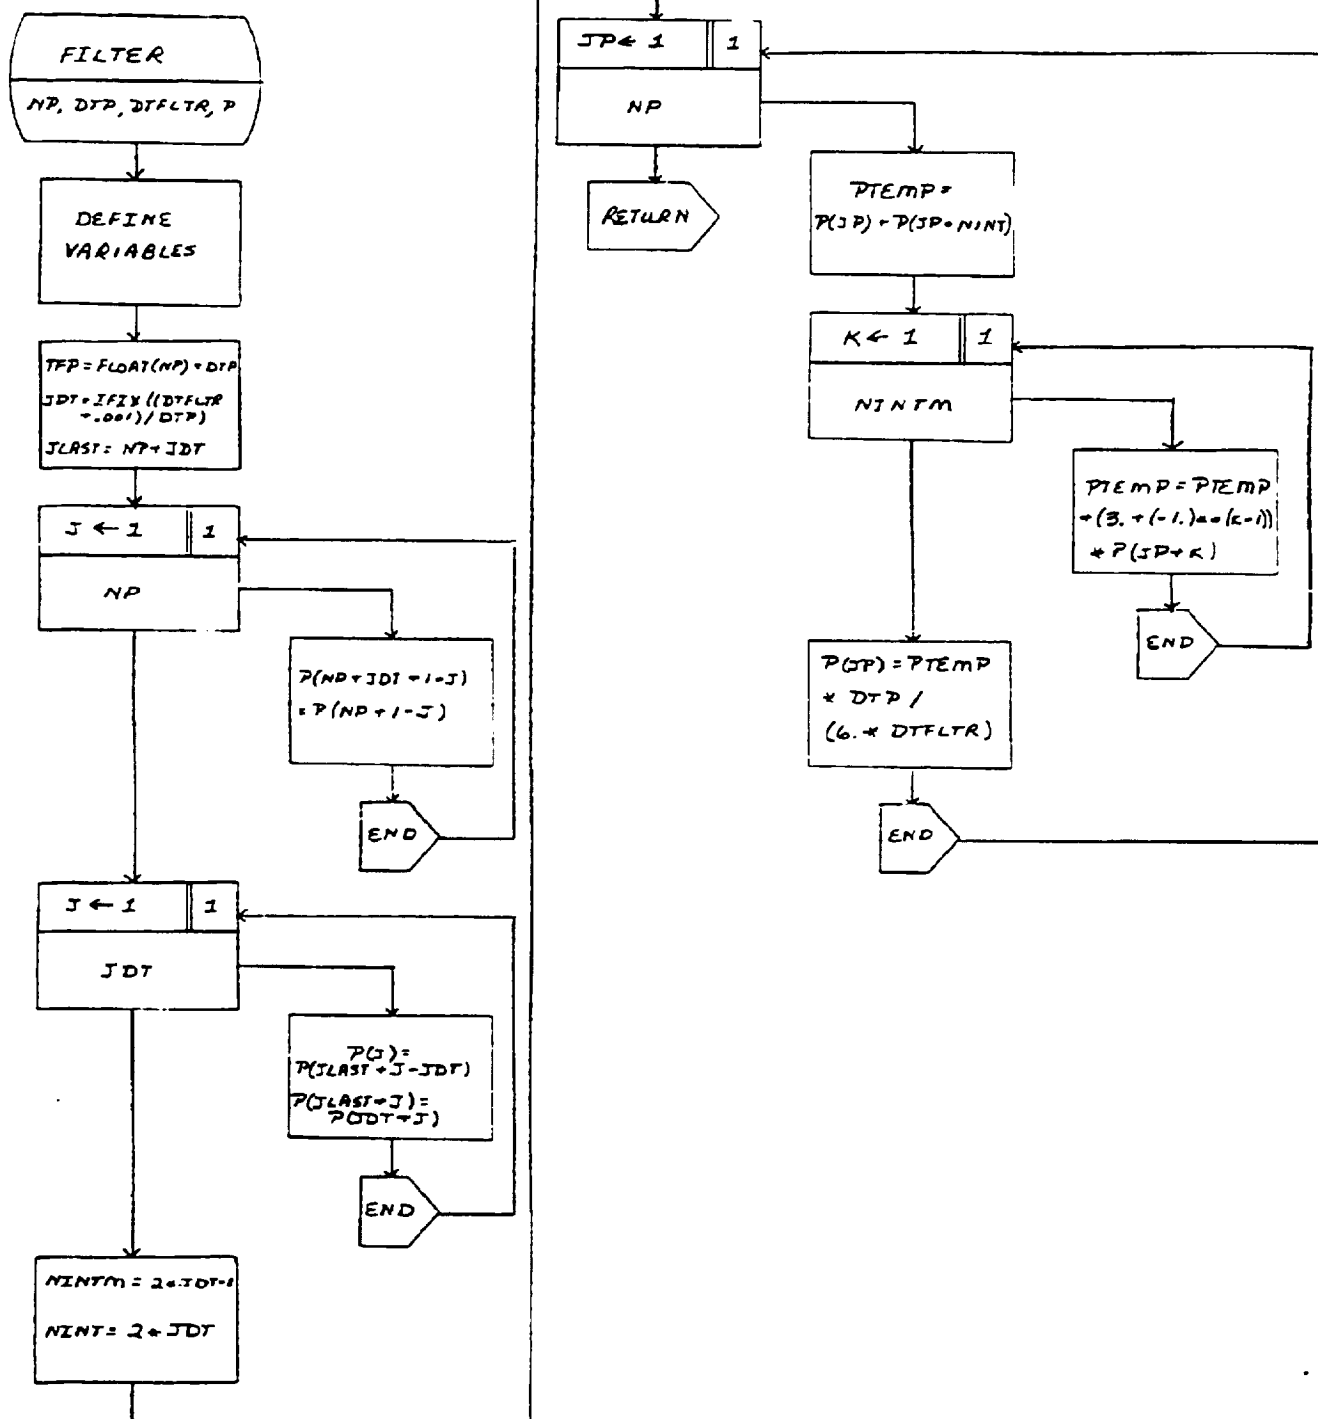 FILTER
NP, DTP, DTFLTR, P
DEFINE
VARIABLES
TFP = FLOAT(NP) * DTP
JDT = IFIX((DTFLTR
+.001)/DTP)
JLAST = NP + JDT
J ← 1 1
NP
P(NP + JDT + 1 - J)
= P(NP + 1 - J)
END
J ← 1 1
JDT
P(J) =
P(JLAST + J - JDT)
P(JLAST + J) =
P(JDT + J)
END
NINTM = 2 * JDT - 1
NINT = 2 * JDT
JP ← 1 1
NP
RETURN
PTEMP =
P(JP) + P(JP + NINT)
K ← 1 1
NINTM
PTEMP = PTEMP
+ (3. + (-1.) ** (K-1))
* P(JP + K)
END
P(JP) = PTEMP
* DTP /
(6. * DTFLTR)
END